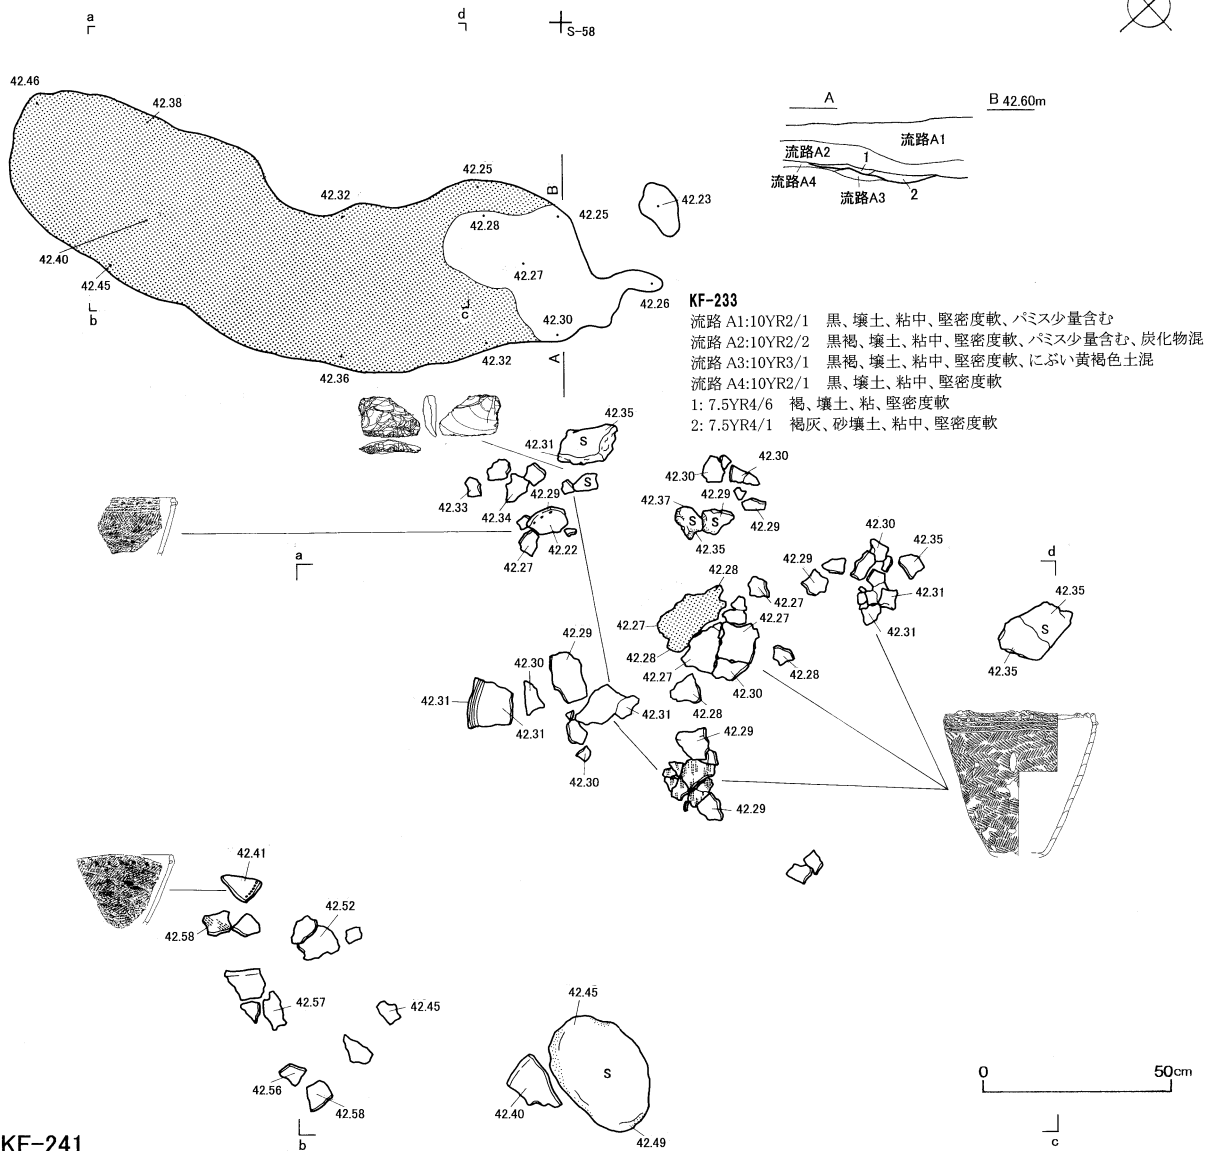 a
d
S-58
42.46
42.38
A
B 42.60m
流路A1
流路A2
1
流路A4
流路A3
2
42.25
42.32
B
42.28
42.25
42.23
42.40
42.27
42.45
42.26
b
c
42.30
42.32
A
42.36
KF-233
流路 A1:10YR2/1 黒、壌土、粘中、堅密度軟、パミス少量含む
流路 A2:10YR2/2 黒褐、壌土、粘中、堅密度軟、パミス少量含む、炭化物混
流路 A3:10YR3/1 黒褐、壌土、粘中、堅密度軟、にぶい黄褐色土混
流路 A4:10YR2/1 黒、壌土、粘中、堅密度軟
1: 7.5YR4/6 褐、壌土、粘、堅密度軟
2: 7.5YR4/1 褐灰、砂壌土、粘中、堅密度軟
42.35
42.31
S
42.30
42.30
S
42.29
42.33
42.34
42.37
42.29
S
S
42.29
42.22
42.27
42.35
42.30
42.35
42.29
42.31
42.31
a
d
42.28
42.27
42.27
42.27
42.28
42.27
42.30
42.28
42.35
S
42.35
42.29
42.30
42.31
42.31
42.31
42.28
42.30
42.29
42.29
42.41
42.52
42.58
42.57
42.45
42.56
42.58
b
42.45
S
42.40
42.49
0
50cm
c
KF-241